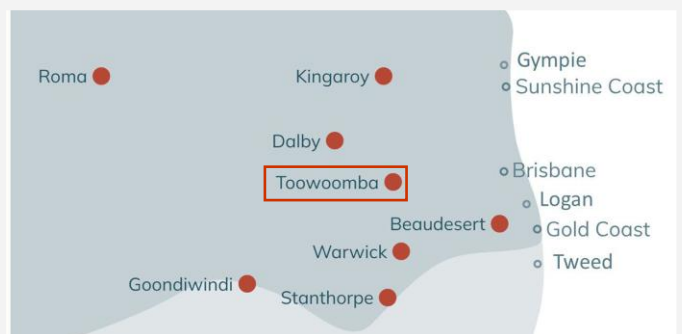 Gympie
Roma
Kingaroy
Sunshine Coast
Dalby
Brisbane
Toowoomba
Logan
Beaudesert
Gold Coast
Warwick
Tweed
Goondiwindi
Stanthorpe